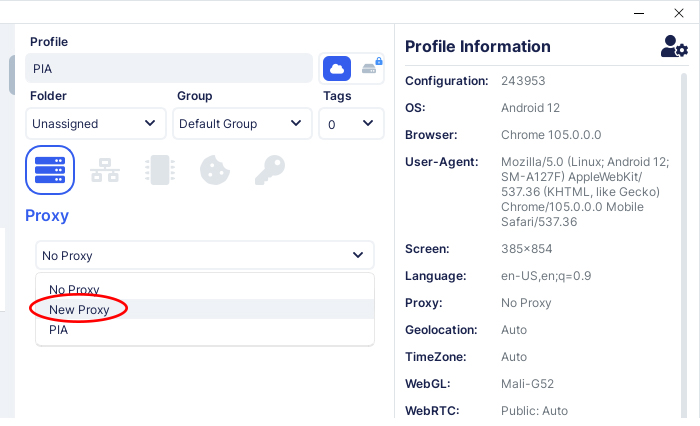 Profile
PIA
Folder
Group
Tags
Unassigned
Default Group
0
Proxy
No Proxy
No Proxy
New Proxy
PIA
Profile Information
Configuration: 243953
OS: Android 12
Browser: Chrome 105.0.0.0
User-Agent: Mozilla/5.0 (Linux; Android 12;
SM-A127F) AppleWebKit/
537.36 (KHTML, like Gecko)
Chrome/105.0.0.0 Mobile
Safari/537.36
Screen: 385×854
Language: en-US,en;q=0.9
Proxy: No Proxy
Geolocation: Auto
TimeZone: Auto
WebGL: Mali-G52
WebRTC: Public: Auto